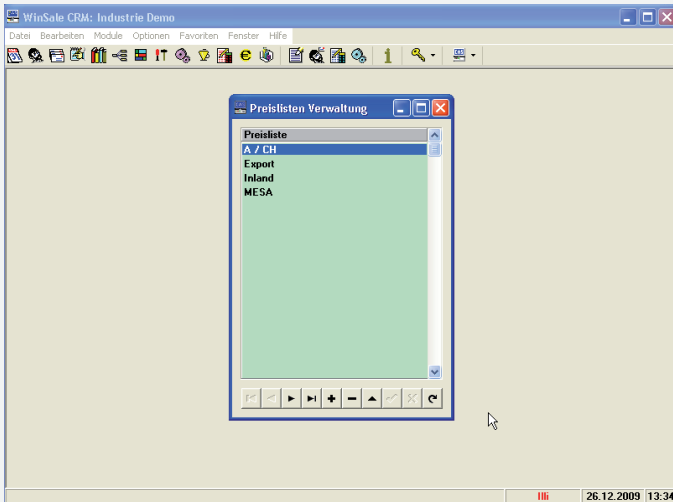 WinSale CRM: Industrie Demo
Datei Bearbeiten Module Optionen Favoriten Fenster Hilfe
Preislisten Verwaltung
Preisliste
A / CH
Export
Inland
MESA
Illi 26.12.2009 13:34